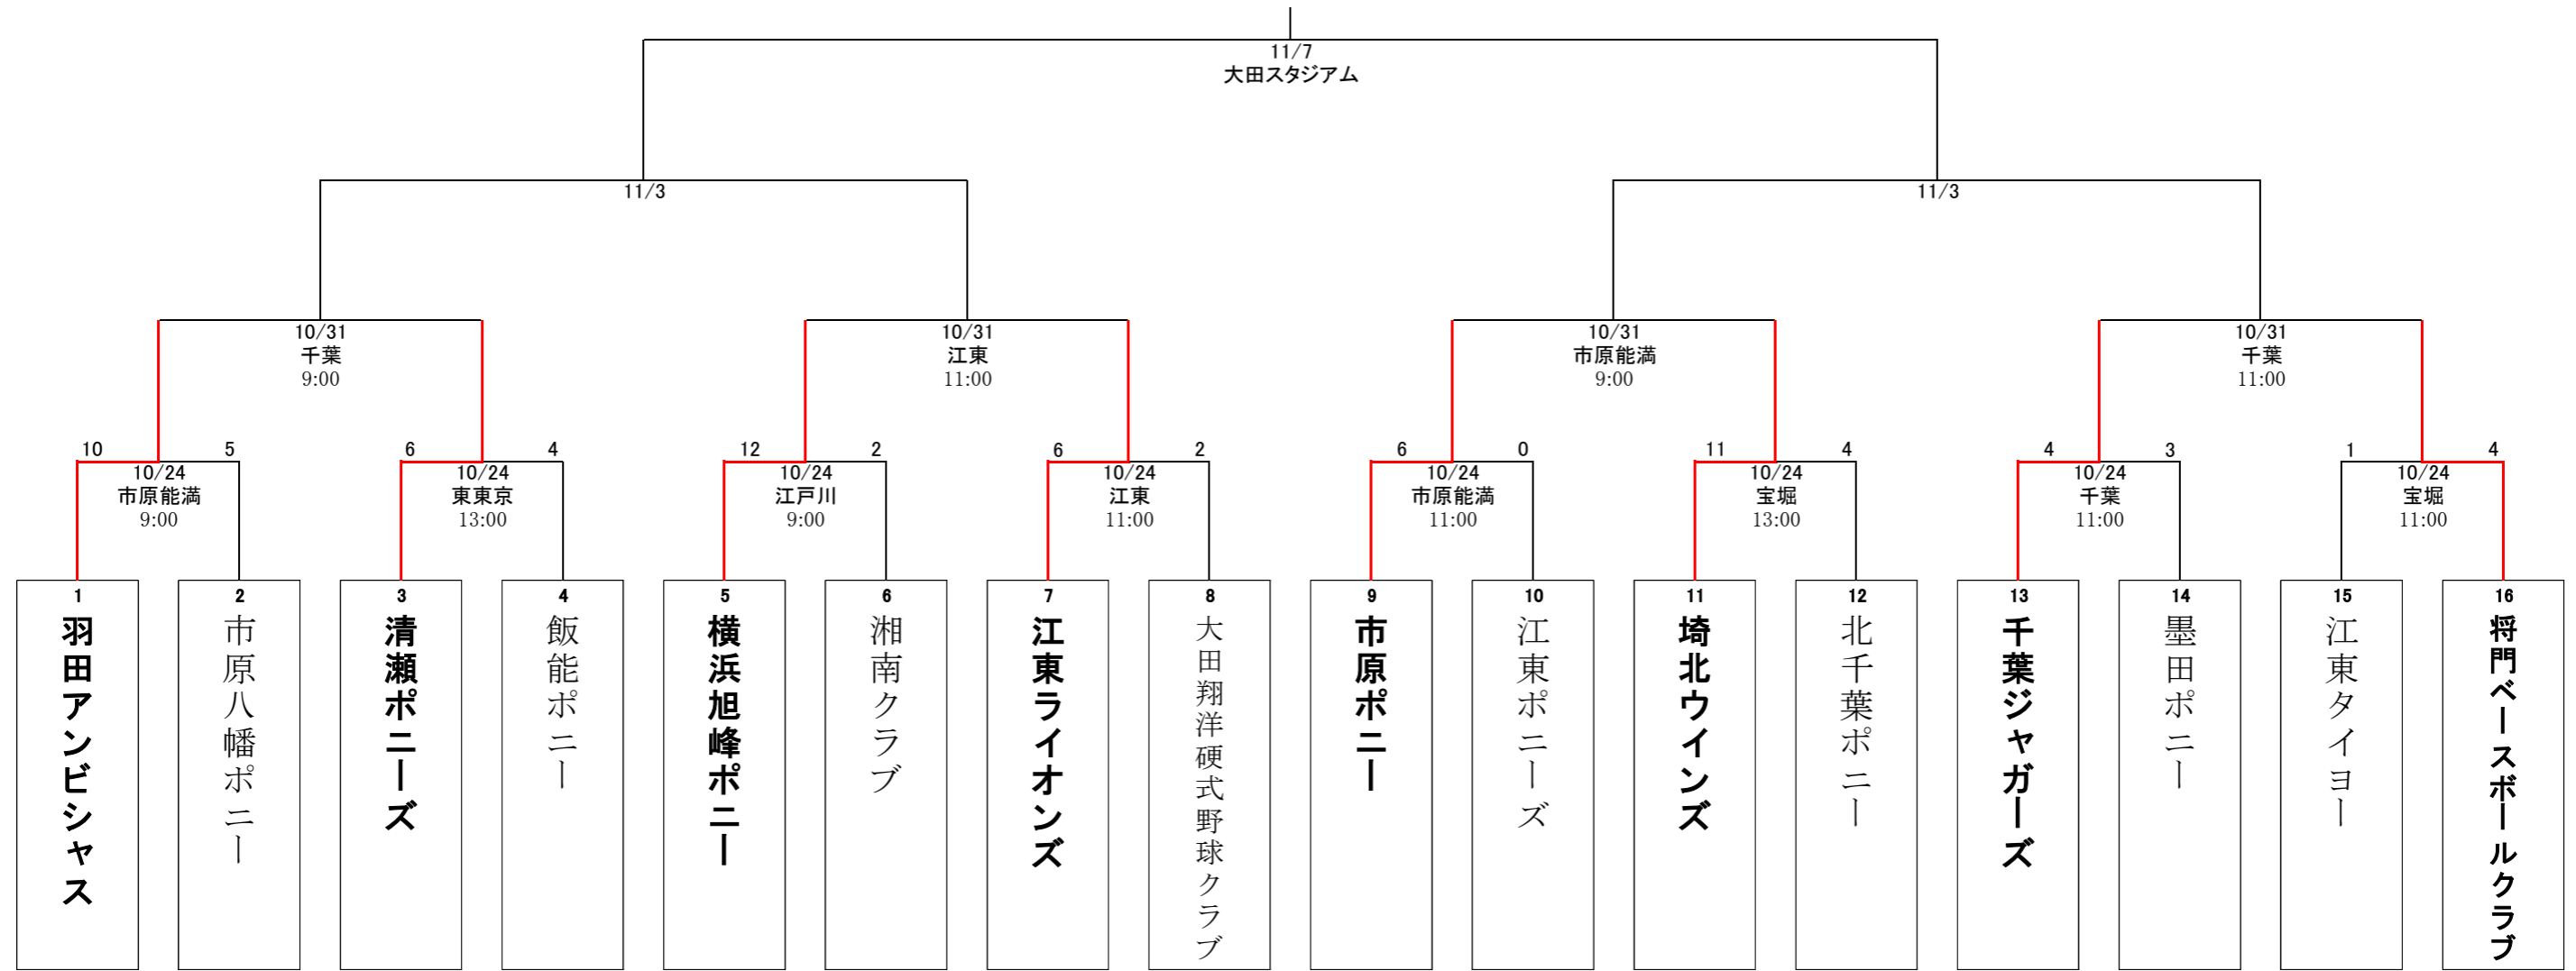 11/7
大田スタジアム
11/3
11/3
10/31
千葉
9:00
10/31
江東
11:00
10/31
市原能満
9:00
10/31
千葉
11:00
10 5
10/24
市原能満
9:00
6 4
10/24
東東京
13:00
12 2
10/24
江戸川
9:00
6 2
10/24
江東
11:00
6 0
10/24
市原能満
11:00
11 4
10/24
宝堀
13:00
4 3
10/24
千葉
11:00
1 4
10/24
宝堀
11:00
1
羽田アンビシャス
2
市原八幡ポニー
3
清瀬ポニーズ
4
飯能ポニー
5
横浜旭峰ポニー
6
湘南クラブ
7
江東ライオンズ
8
大田翔洋硬式野球クラブ
9
市原ポニー
10
江東ポニーズ
11
埼北ウインズ
12
北千葉ポニー
13
千葉ジャガーズ
14
墨田ポニー
15
江東タイヨー
16
将門ベースボールクラブ